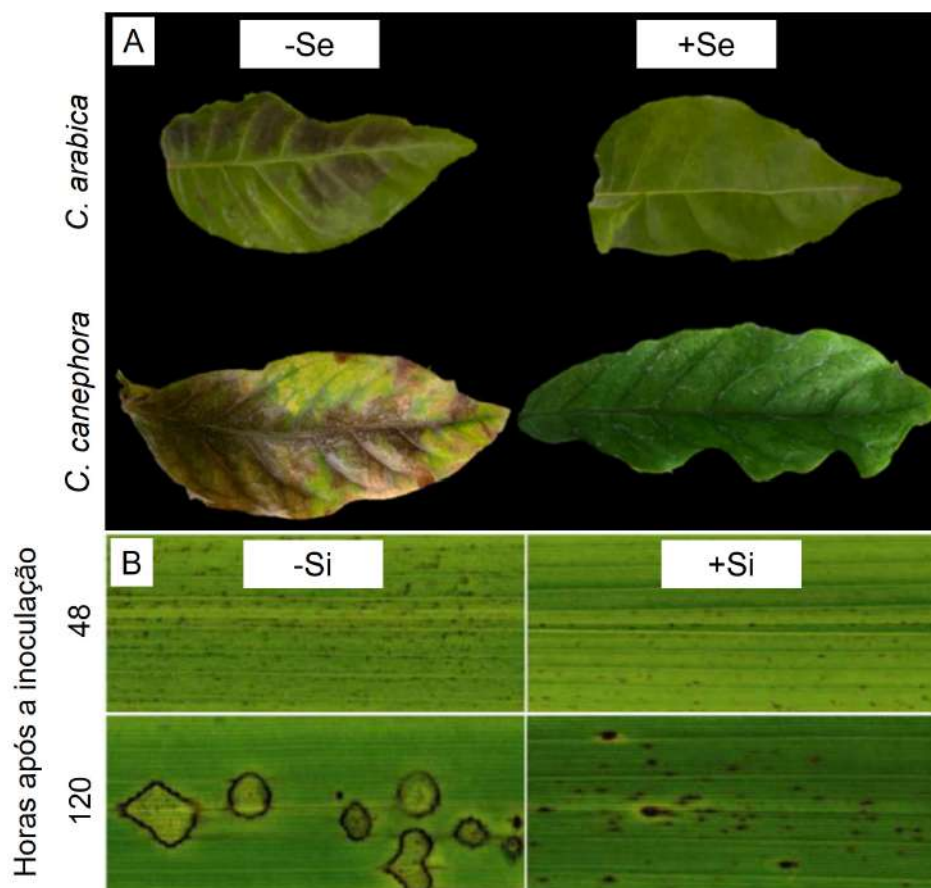 A
-Se
+Se
C. arabica
C. canephora
B
-Si
+Si
Horas após a inoculação
48
120